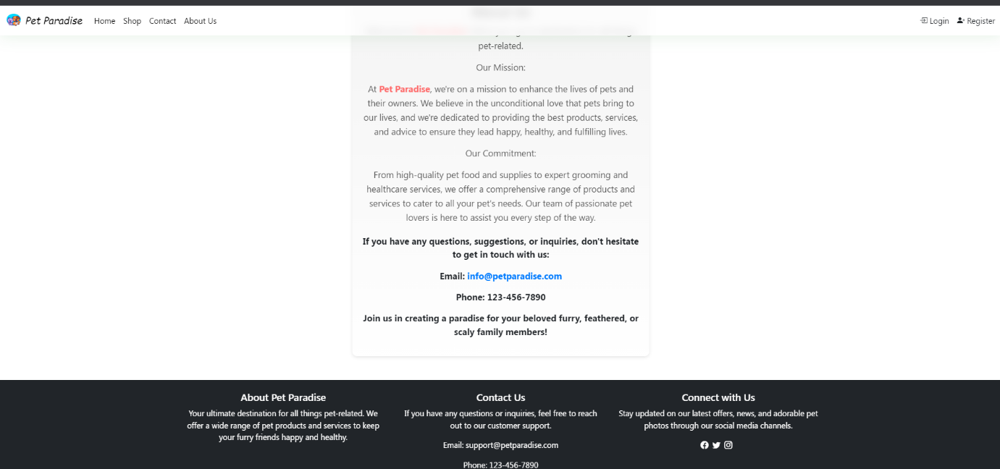 Pet Paradise
Home Shop Contact About Us
Login Register
pet-related.
Our Mission:
At Pet Paradise, we're on a mission to enhance the lives of pets and
their owners. We believe in the unconditional love that pets bring to
our lives, and we're dedicated to providing the best products, services,
and advice to ensure they lead happy, healthy, and fulfilling lives.
Our Commitment:
From high-quality pet food and supplies to expert grooming and
healthcare services, we offer a comprehensive range of products and
services to cater to all your pet's needs. Our team of passionate pet
lovers is here to assist you every step of the way.
If you have any questions, suggestions, or inquiries, don't hesitate
to get in touch with us:
Email: info@petparadise.com
Phone: 123-456-7890
Join us in creating a paradise for your beloved furry, feathered, or
scaly family members!
About Pet Paradise
Your ultimate destination for all things pet-related. We
offer a wide range of pet products and services to keep
your furry friends happy and healthy.
Contact Us
If you have any questions or inquiries, feel free to reach
out to our customer support.
Email: support@petparadise.com
Phone: 123-456-7890
Connect with Us
Stay updated on our latest offers, news, and adorable pet
photos through our social media channels.